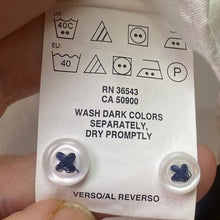 US:
40C
EU:
40
P
RN 36543
CA 50900
WASH DARK COLORS
SEPARATELY,
DRY PROMPTLY
VERSO/AL REVERSO